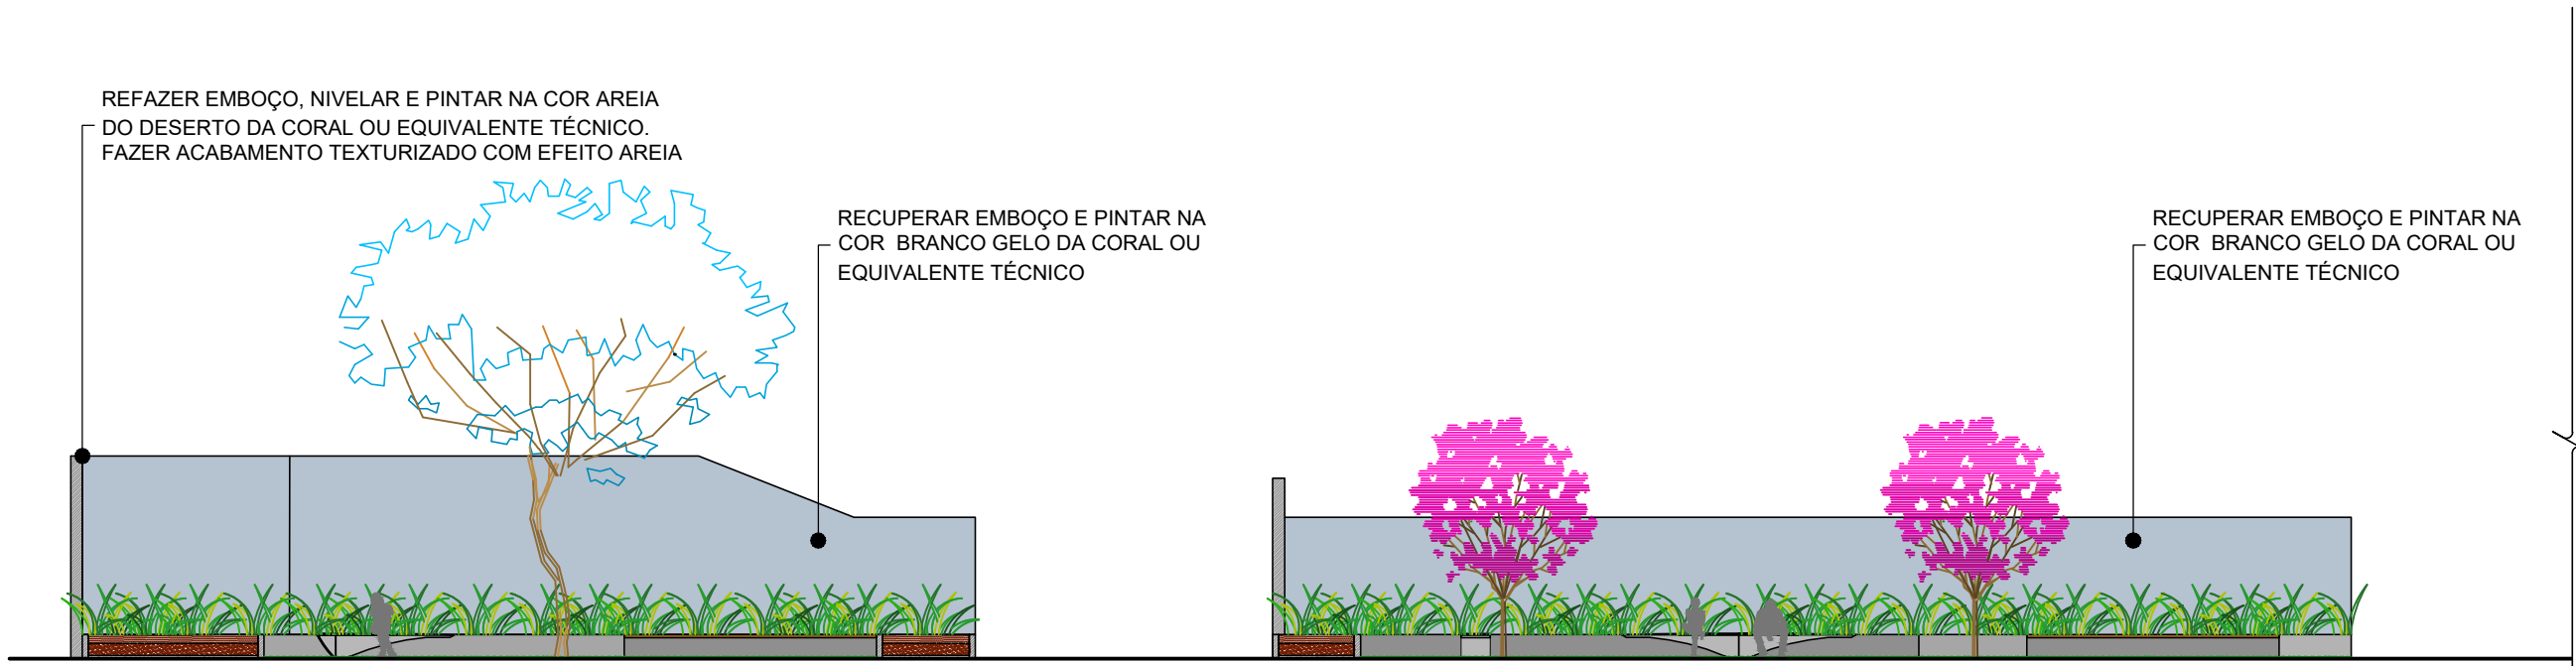 REFAZER EMBOÇO, NIVELAR E PINTAR NA COR AREIA
DO DESERTO DA CORAL OU EQUIVALENTE TÉCNICO.
FAZER ACABAMENTO TEXTURIZADO COM EFEITO AREIA
RECUPERAR EMBOÇO E PINTAR NA
COR BRANCO GELO DA CORAL OU
EQUIVALENTE TÉCNICO
RECUPERAR EMBOÇO E PINTAR NA
COR BRANCO GELO DA CORAL OU
EQUIVALENTE TÉCNICO